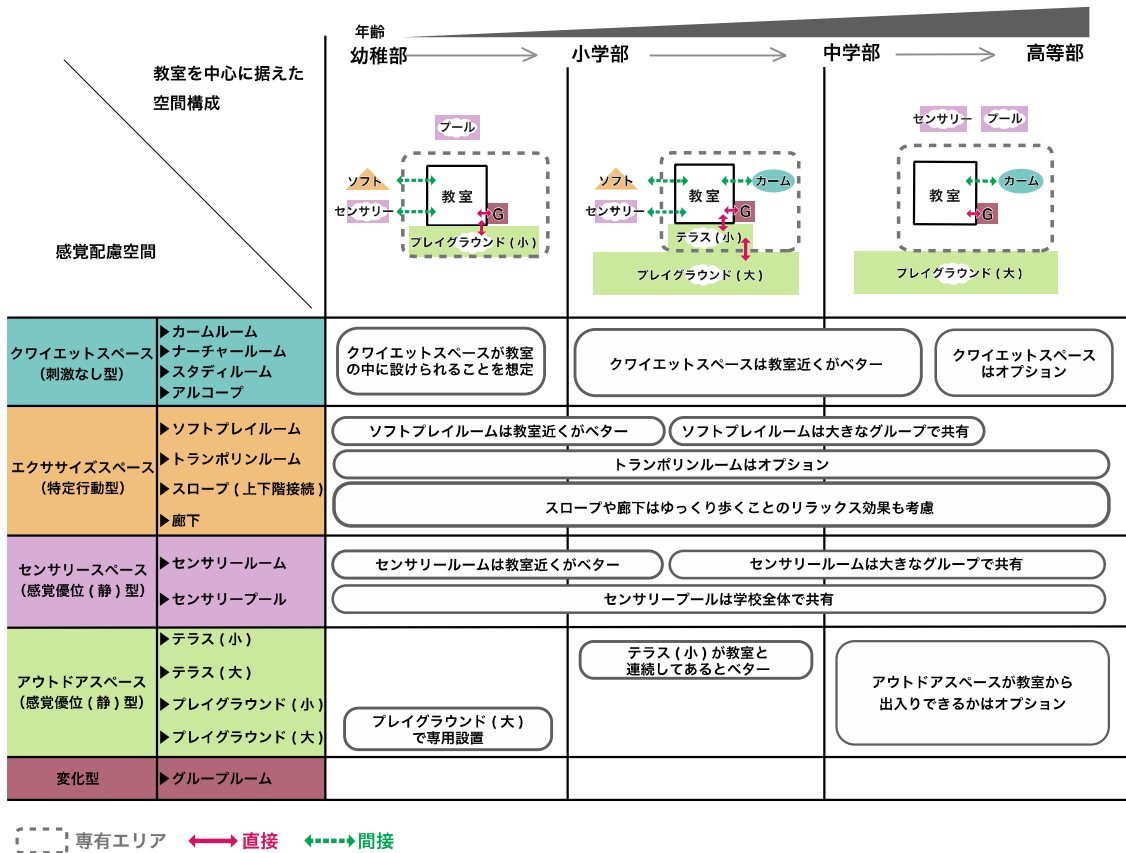 年齢
幼稚部
小学部
中学部
高等部
教室を中心に据えた
空間構成
感覚配慮空間
プール
ソフト
センサリー
教室
G
プレイグラウンド(小)
ソフト
センサリー
教室
カーム
G
テラス(小)
プレイグラウンド(大)
センサリー
プール
教室
カーム
G
プレイグラウンド(大)
クワイエットスペース
(刺激なし型)
▶カームルーム
▶ナーチャールーム
▶スタディルーム
▶アルコーブ
クワイエットスペースが教室
の中に設けられることを想定
クワイエットスペースは教室近くがベター
クワイエットスペース
はオプション
エクササイズスペース
(特定行動型)
▶ソフトプレイルーム
▶トランポリンルーム
▶スロープ(上下階接続)
▶廊下
ソフトプレイルームは教室近くがベター
ソフトプレイルームは大きなグループで共有
トランポリンルームはオプション
スロープや廊下はゆっくり歩くことのリラックス効果も考慮
センサリースペース
(感覚優位(静)型)
▶センサリールーム
▶センサリープール
センサリールームは教室近くがベター
センサリールームは大きなグループで共有
センサリープールは学校全体で共有
アウトドアスペース
(感覚優位(静)型)
▶テラス(小)
▶テラス(大)
▶プレイグラウンド(小)
▶プレイグラウンド(大)
プレイグラウンド(大)
で専用設置
テラス(小)が教室と
連続してあるとベター
アウトドアスペースが教室から
出入りできるかはオプション
変化型
▶グループルーム
専有エリア
直接
間接